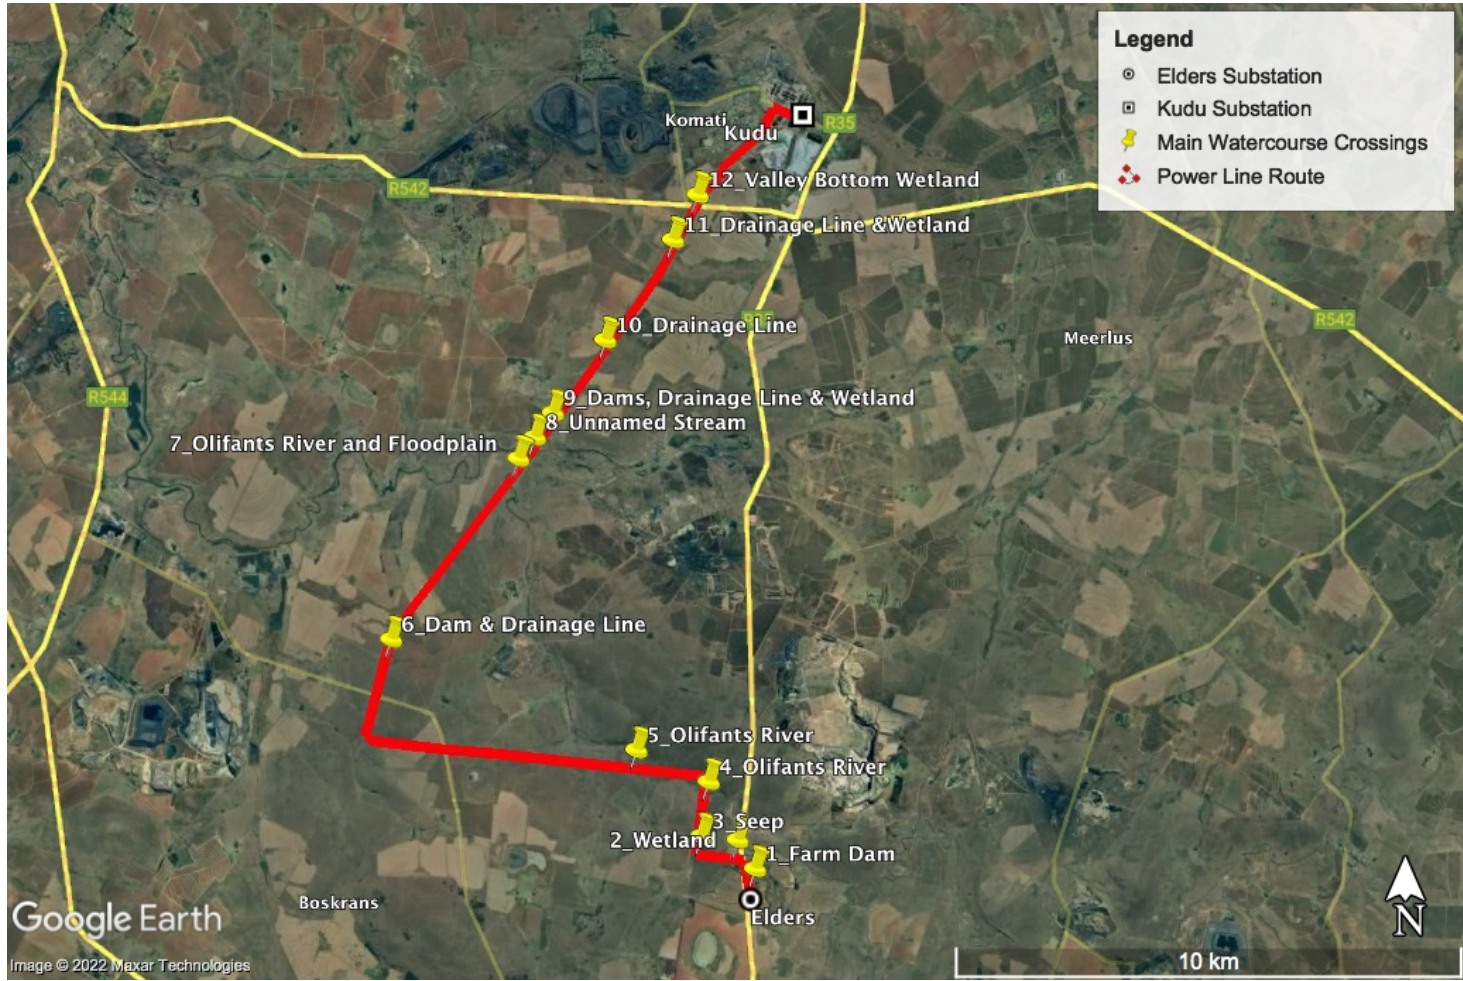 Legend
Elders Substation
Kudu Substation
Main Watercourse Crossings
Power Line Route
Komati
Kudu
R35
12_Valley Bottom Wetland
R542
11_Drainage Line &Wetland
10_Drainage Line
R542
Meerlus
R544
9_Dams, Drainage Line & Wetland
8_Unnamed Stream
7_Olifants River and Floodplain
6_Dam & Drainage Line
5_Olifants River
4_Olifants River
3_Seep
2_Wetland
1_Farm Dam
Boskrans
Elders
Google Earth
N
10 km
Image © 2022 Maxar Technologies